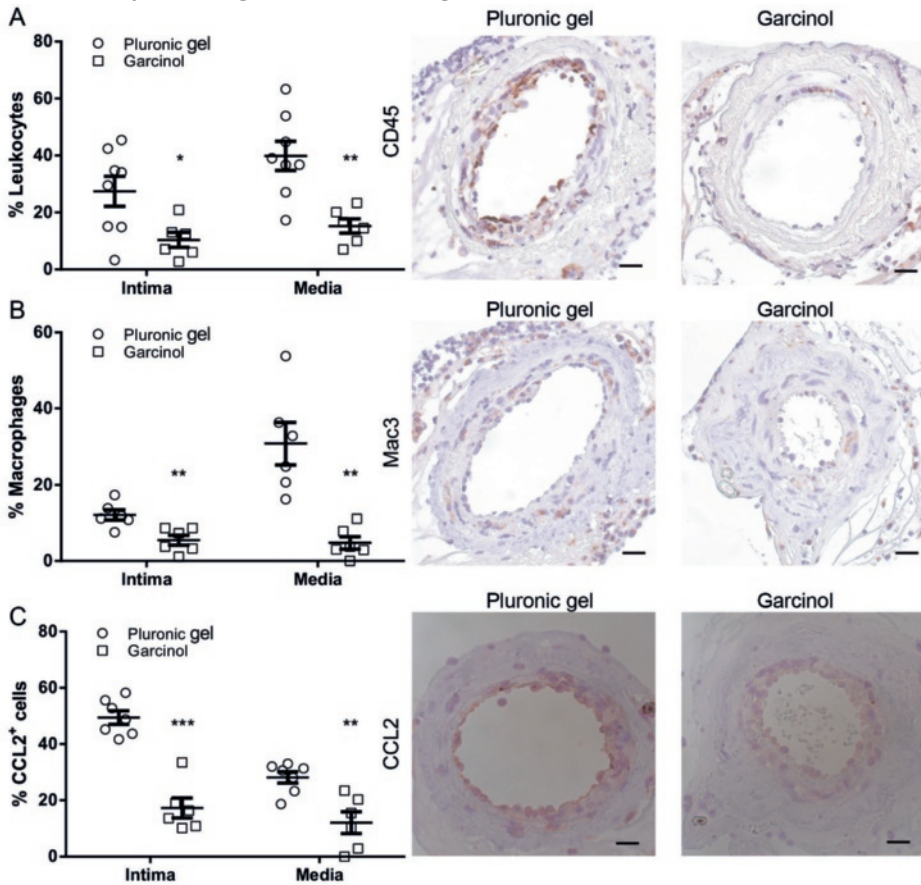 A
80
60
40
20
0
% Leukocytes
Pluronic gel
Garcinol
*
**
Intima
Media
CD45
Pluronic gel
Garcinol
B
60
40
20
0
% Macrophages
Pluronic gel
Garcinol
**
**
Intima
Media
Mac3
Pluronic gel
Garcinol
C
80
60
40
20
0
% CCL2⁺ cells
Pluronic gel
Garcinol
***
**
Intima
Media
CCL2
Pluronic gel
Garcinol